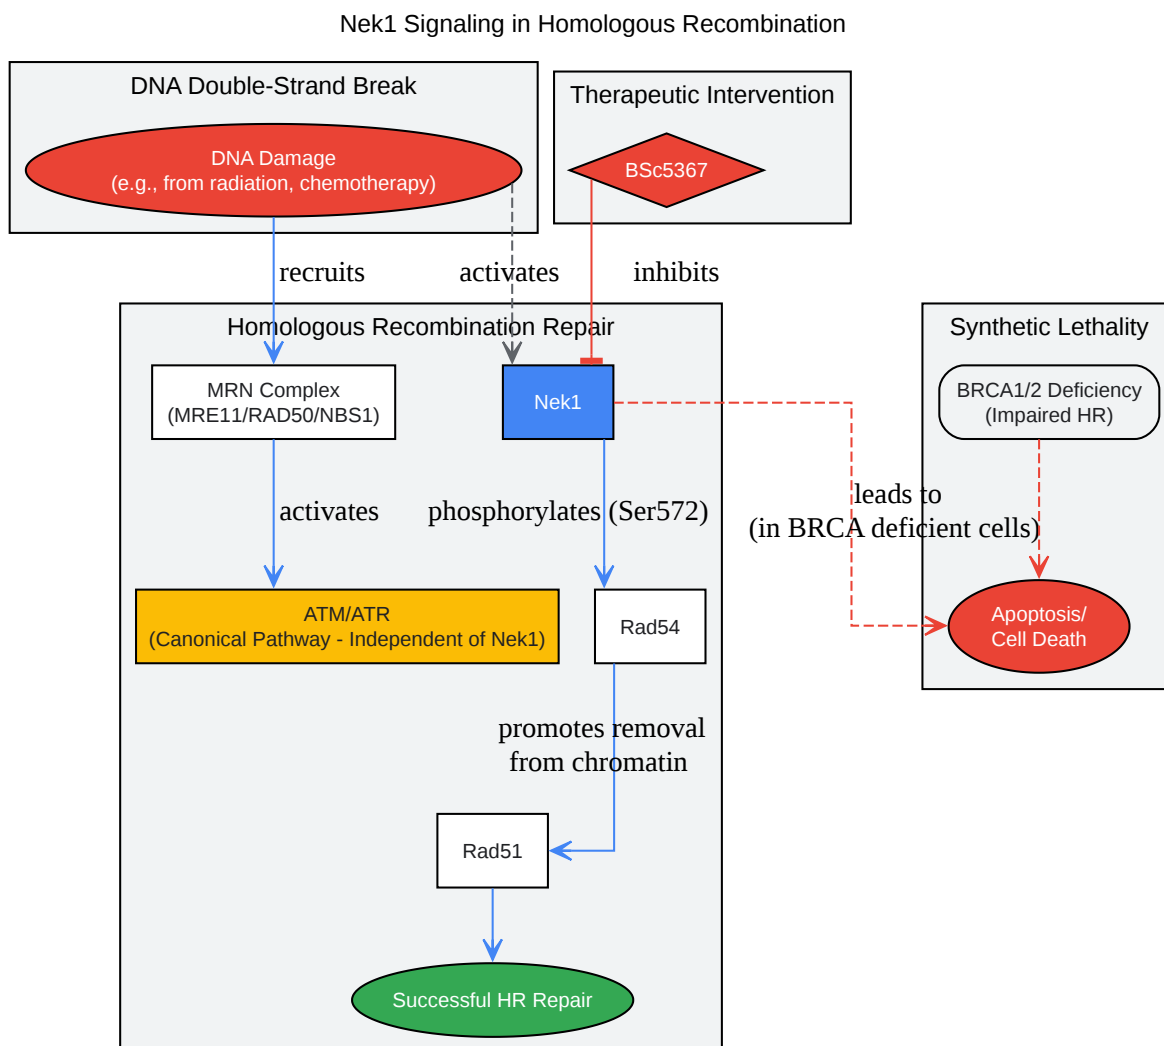 Nek1 Signaling in Homologous Recombination
DNA Double-Strand Break
DNA Damage
(e.g., from radiation, chemotherapy)
Therapeutic Intervention
BSc5367
recruits
activates
inhibits
Homologous Recombination Repair
MRN Complex
(MRE11/RAD50/NBS1)
Nek1
Synthetic Lethality
BRCA1/2 Deficiency
(Impaired HR)
activates
phosphorylates (Ser572)
leads to
(in BRCA deficient cells)
ATM/ATR
(Canonical Pathway - Independent of Nek1)
Rad54
Apoptosis/
Cell Death
promotes removal
from chromatin
Rad51
Successful HR Repair